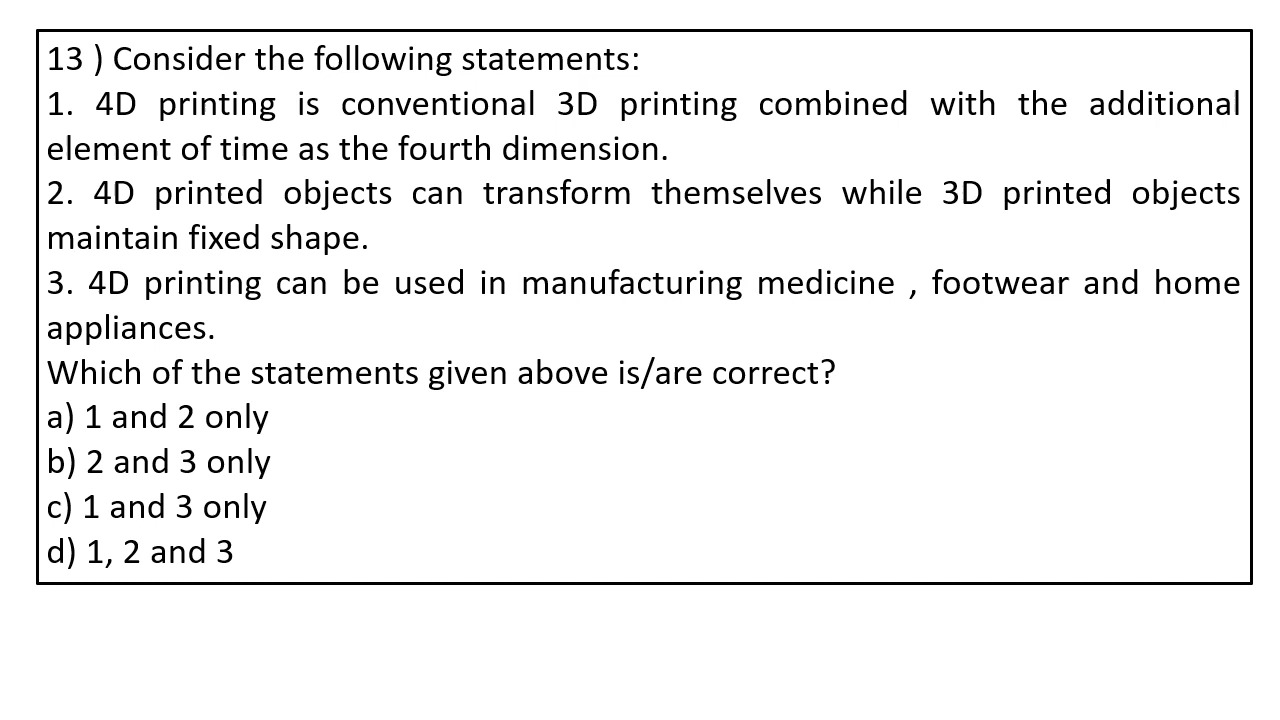 13 ) Consider the following statements:
1. 4D printing is conventional 3D printing combined with the additional
element of time as the fourth dimension.
2. 4D printed objects can transform themselves while 3D printed objects
maintain fixed shape.
3. 4D printing can be used in manufacturing medicine , footwear and home
appliances.
Which of the statements given above is/are correct?
a) 1 and 2 only
b) 2 and 3 only
c) 1 and 3 only
d) 1, 2 and 3